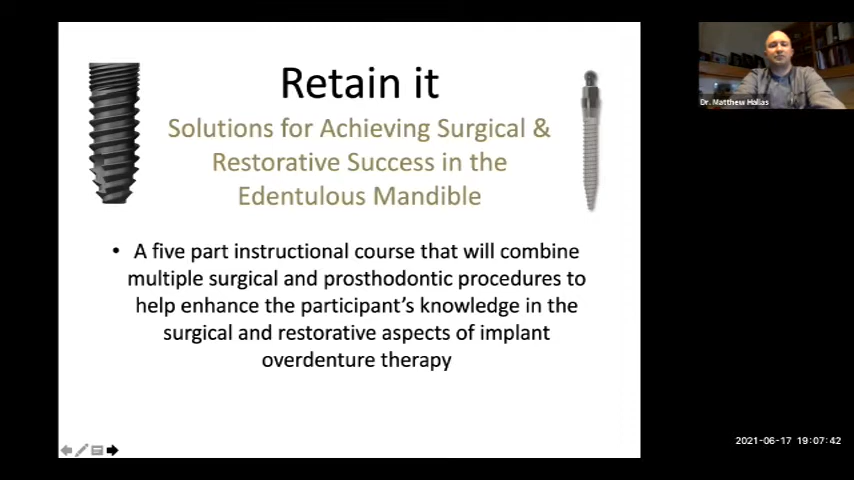 Retain it
Solutions for Achieving Surgical &
Restorative Success in the
Edentulous Mandible
• A five part instructional course that will combine
multiple surgical and prosthodontic procedures to
help enhance the participant’s knowledge in the
surgical and restorative aspects of implant
overdenture therapy
Dr. Matthew Hallas
2021-06-17 19:07:42